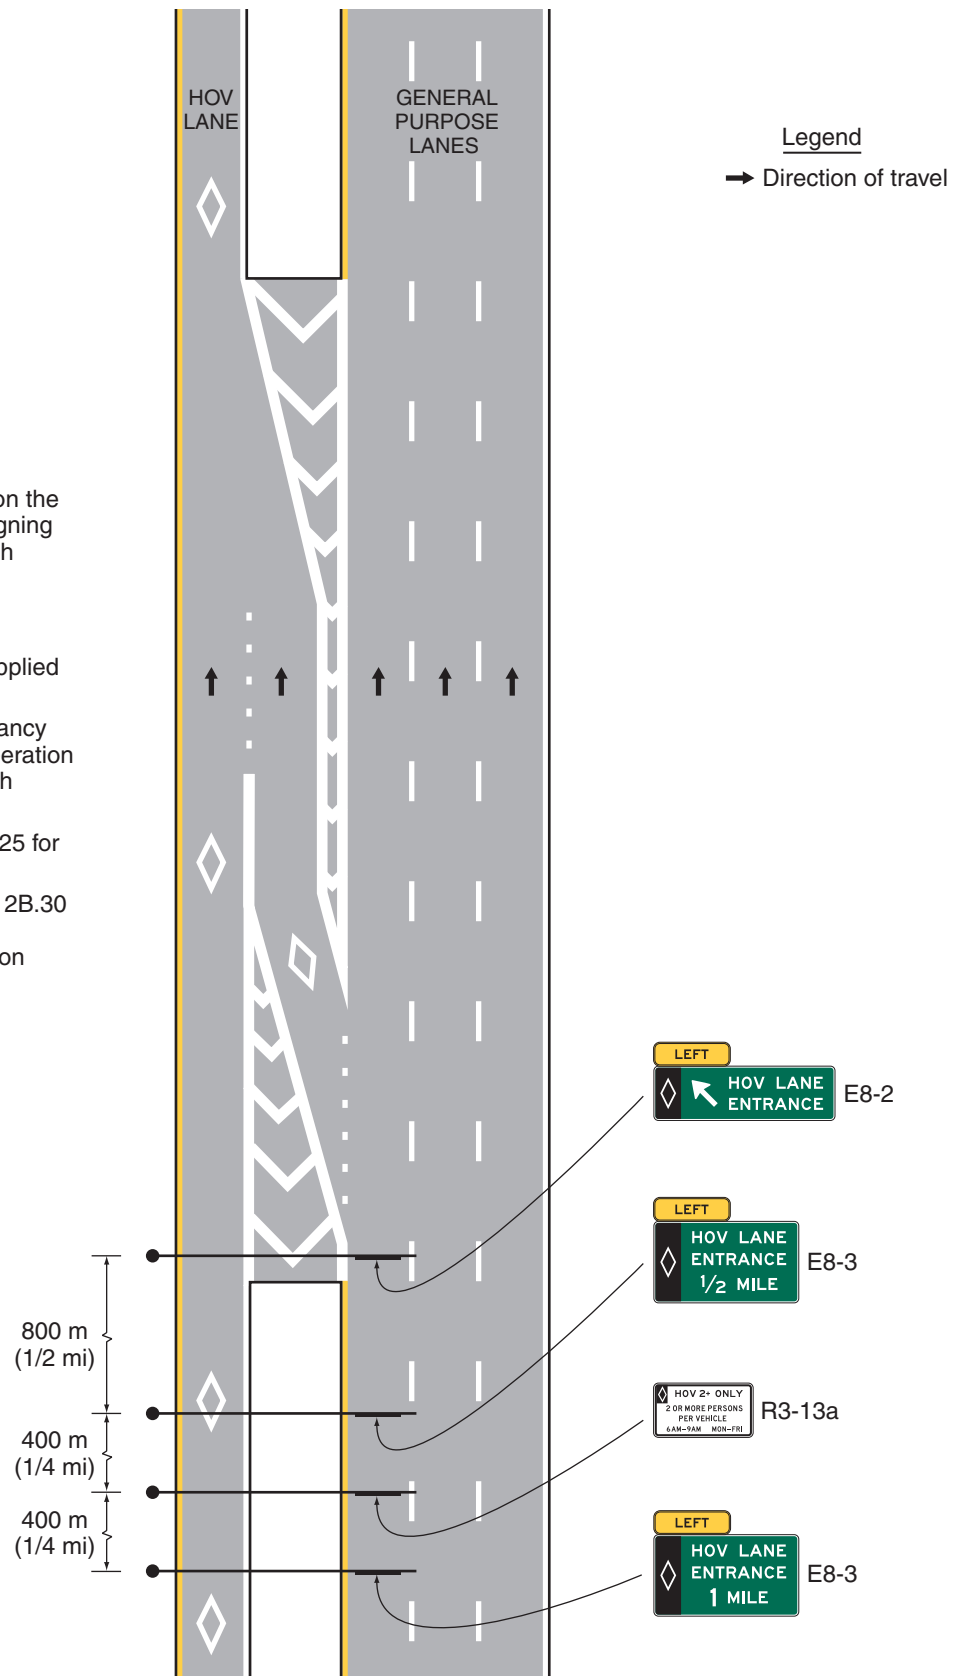 HOV
LANE
GENERAL
PURPOSE
LANES
Legend
Direction of travel
on the
gning
h
pplied
ancy
eration
h
25 for
2B.30
on
LEFT
HOV LANE
ENTRANCE
E8-2
LEFT
HOV LANE
ENTRANCE
1/2 MILE
E8-3
HOV 2+ ONLY
2 OR MORE PERSONS
PER VEHICLE
6AM-9AM MON-FRI
R3-13a
LEFT
HOV LANE
ENTRANCE
1 MILE
E8-3
800 m
(1/2 mi)
400 m
(1/4 mi)
400 m
(1/4 mi)